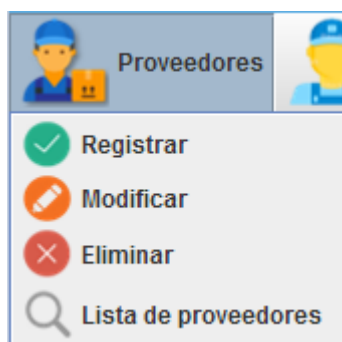 Proveedores
Registrar
Modificar
Eliminar
Lista de proveedores